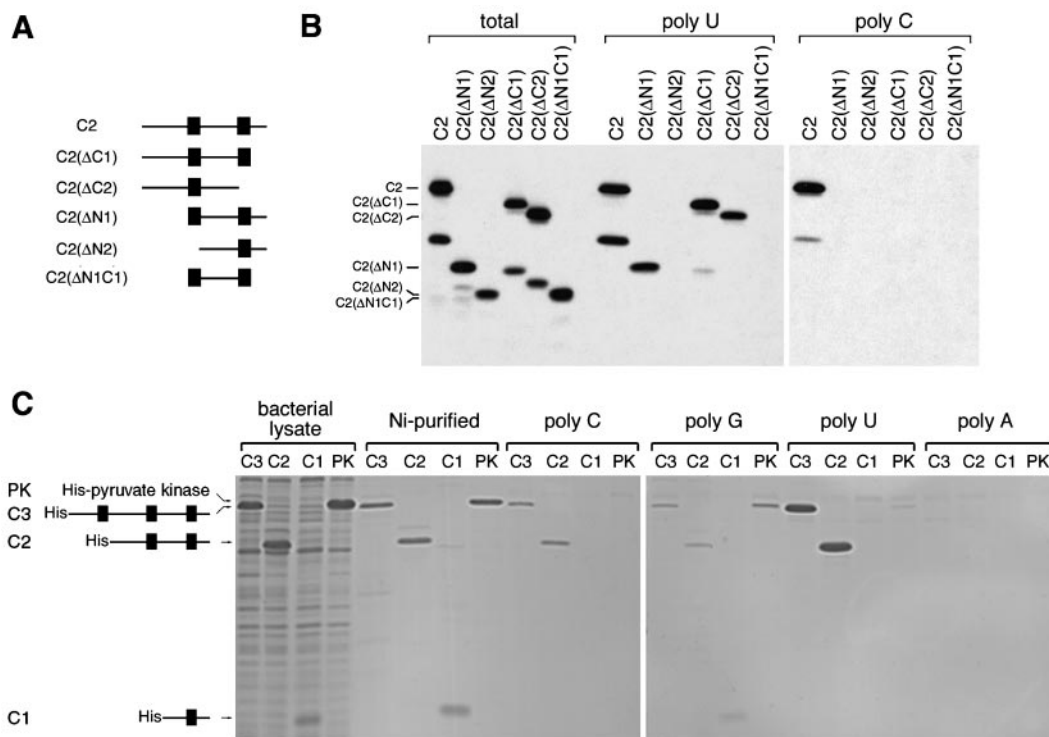 A
C2
C2(ΔC1)
C2(ΔC2)
C2(ΔN1)
C2(ΔN2)
C2(ΔN1C1)
B
total poly U poly C
C2 C2(ΔN1) C2(ΔN2) C2(ΔC1) C2(ΔC2) C2(ΔN1C1) C2 C2(ΔN1) C2(ΔN2) C2(ΔC1) C2(ΔC2) C2(ΔN1C1) C2 C2(ΔN1) C2(ΔN2) C2(ΔC1) C2(ΔC2) C2(ΔN1C1)
C2
C2(ΔC1)
C2(ΔC2)
C2(ΔN1)
C2(ΔN2)
C2(ΔN1C1)
C
bacterial lysate Ni-purified poly C poly G poly U poly A
C3 C2 C1 PK C3 C2 C1 PK C3 C2 C1 PK C3 C2 C1 PK C3 C2 C1 PK C3 C2 C1 PK
PK His-pyruvate kinase
C3 His
C2 His
C1 His